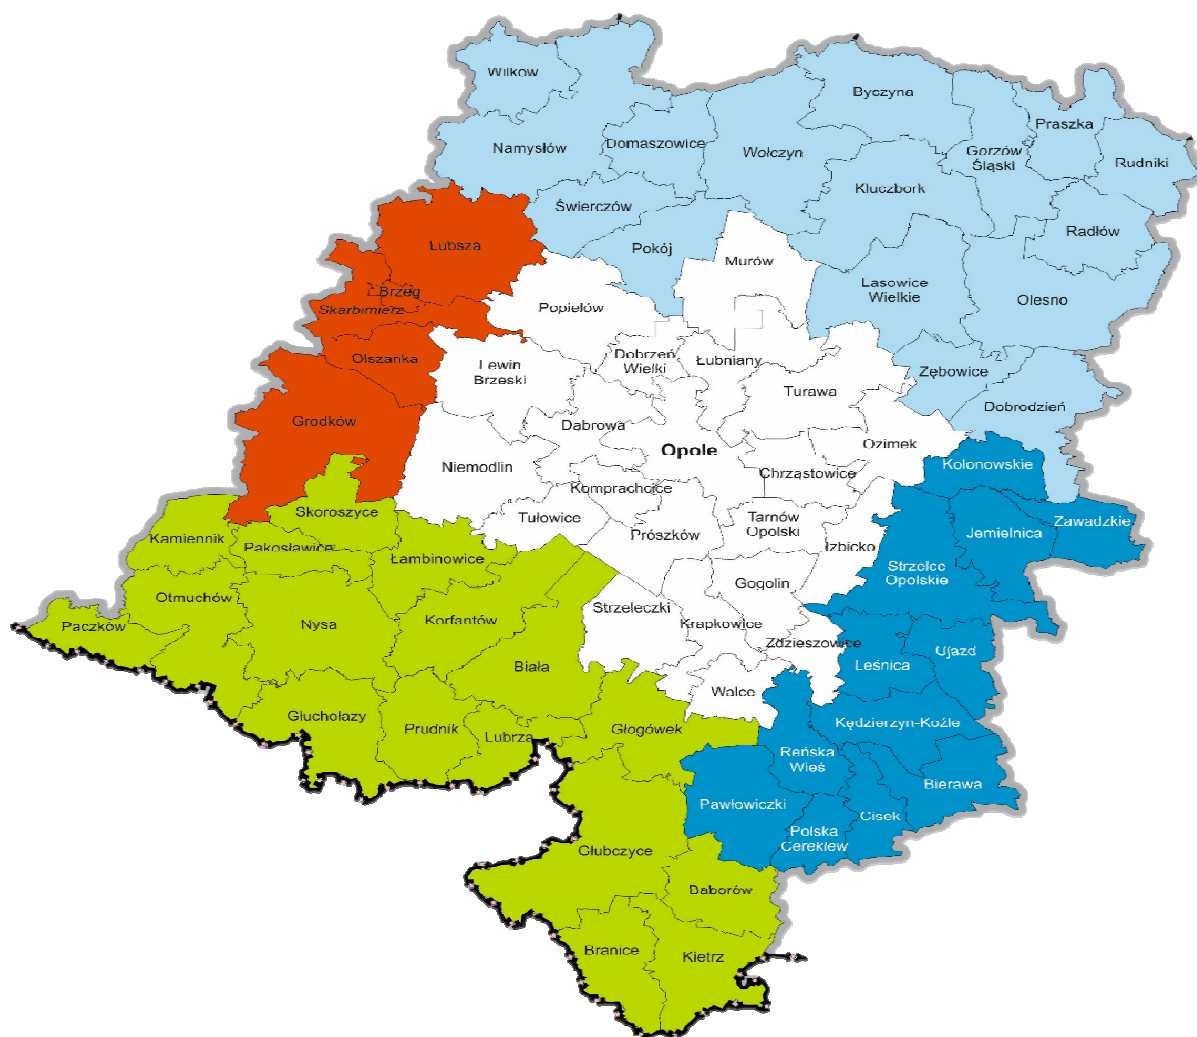 Wilków
Byczyna
Praszka
Namysłów
Domaszowice
Wołczyn
Gorzów
Śląski
Rudniki
Kluczbork
Świerczów
Radłów
Łubsza
Pokój
Murów
Lasowice
Wielkie
Olesno
Brzeg
Skarbimierz
Popielów
Olszanka
Lewin
Brzeski
Dobrzeń
Wielki
Łubniany
Zębowice
Turawa
Dobrodzień
Grodków
Dąbrowa
Opole
Ozimek
Niemodlin
Chrząstowice
Kolonowskie
Komprachcice
Skoroszyce
Tułowice
Tarnów
Opolski
Zawadzkie
Kamiennik
Pakosławice
Łambinowice
Prószków
Izbicko
Jemielnica
Strzelce
Opolskie
Gogolin
Otmuchów
Strzeleczki
Paczków
Nysa
Korfantów
Krapkowice
Zdzieszowice
Ujazd
Biała
Leśnica
Walce
Głuchołazy
Prudnik
Lubrza
Głogówek
Kędzierzyn-Koźle
Reńska
Wieś
Bierawa
Pawłowiczki
Cisek
Polska
Cerekiew
Głubczyce
Baborów
Branice
Kietrz